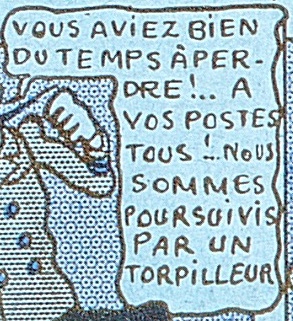 VOUS AVIEZ BIEN
DU TEMPS À PER-
DRE!.. A
VOS POSTES
TOUS!.. NOUS
SOMMES
POURSUIVIS
PAR UN
TORPILLEUR